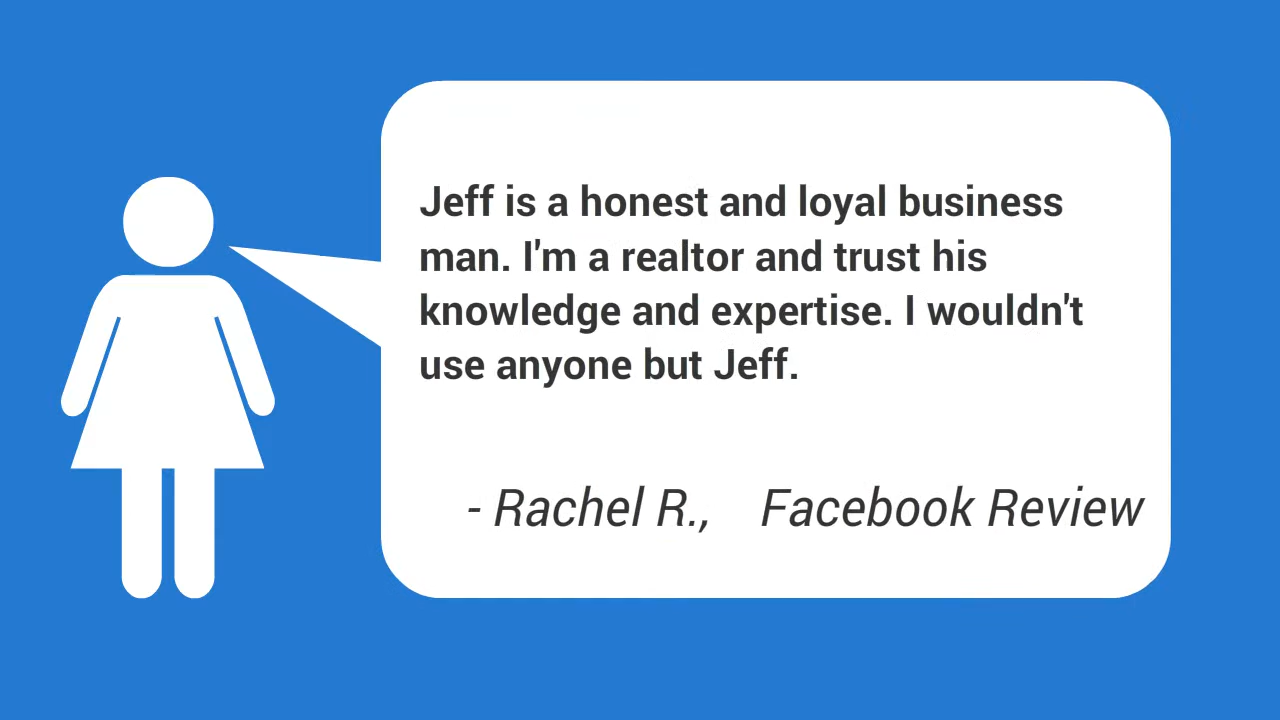 Jeff is a honest and loyal business
man. I'm a realtor and trust his
knowledge and expertise. I wouldn't
use anyone but Jeff.
- Rachel R., Facebook Review